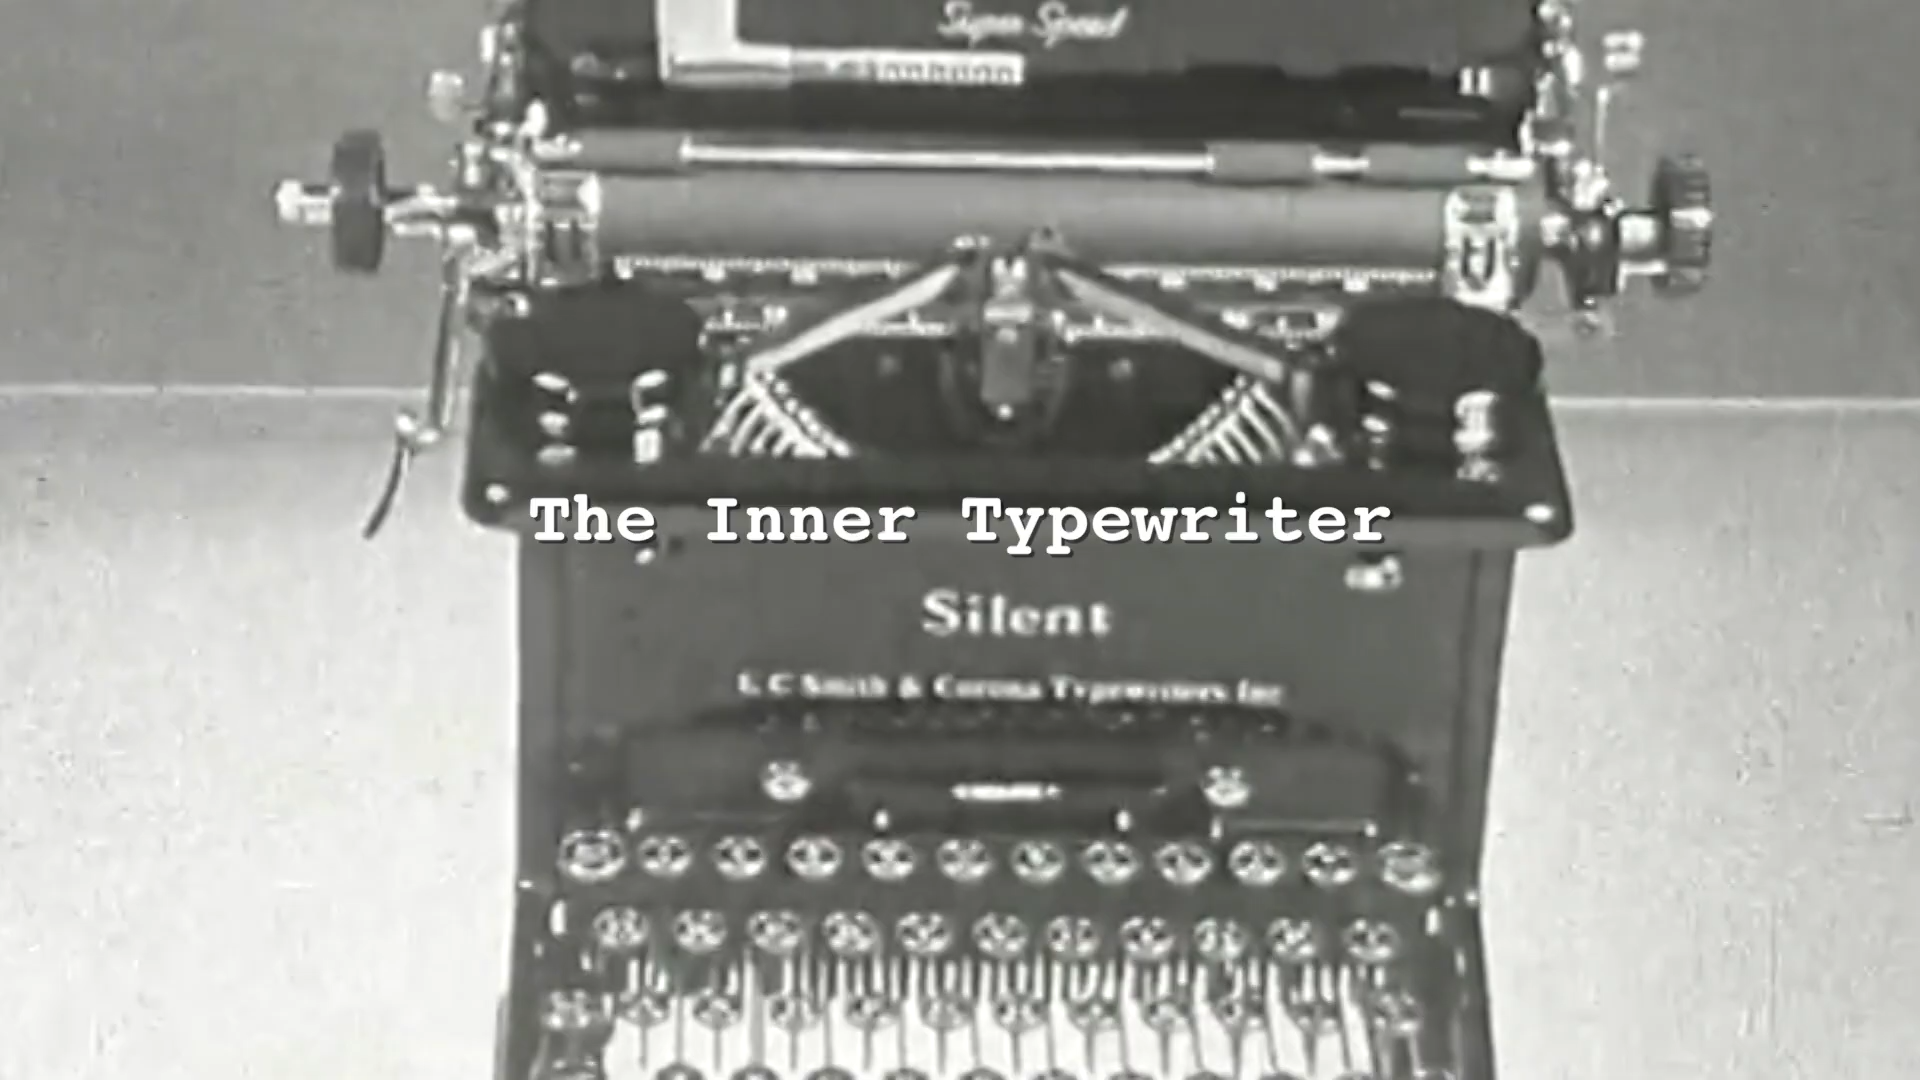 Super Speed
The Inner Typewriter
Silent
L C Smith & Corona Typewriters Inc